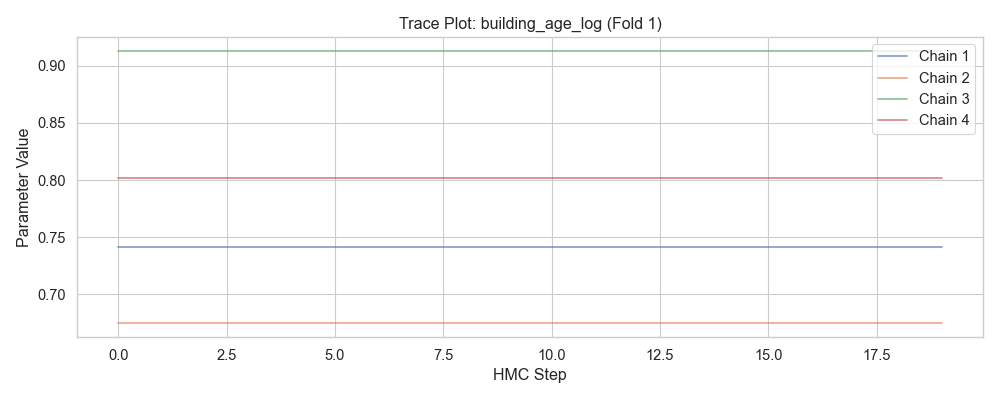 Trace Plot: building_age_log (Fold 1)
Chain 1
Chain 2
Chain 3
Chain 4
Parameter Value
0.90
0.85
0.80
0.75
0.70
0.0 2.5 5.0 7.5 10.0 12.5 15.0 17.5
HMC Step